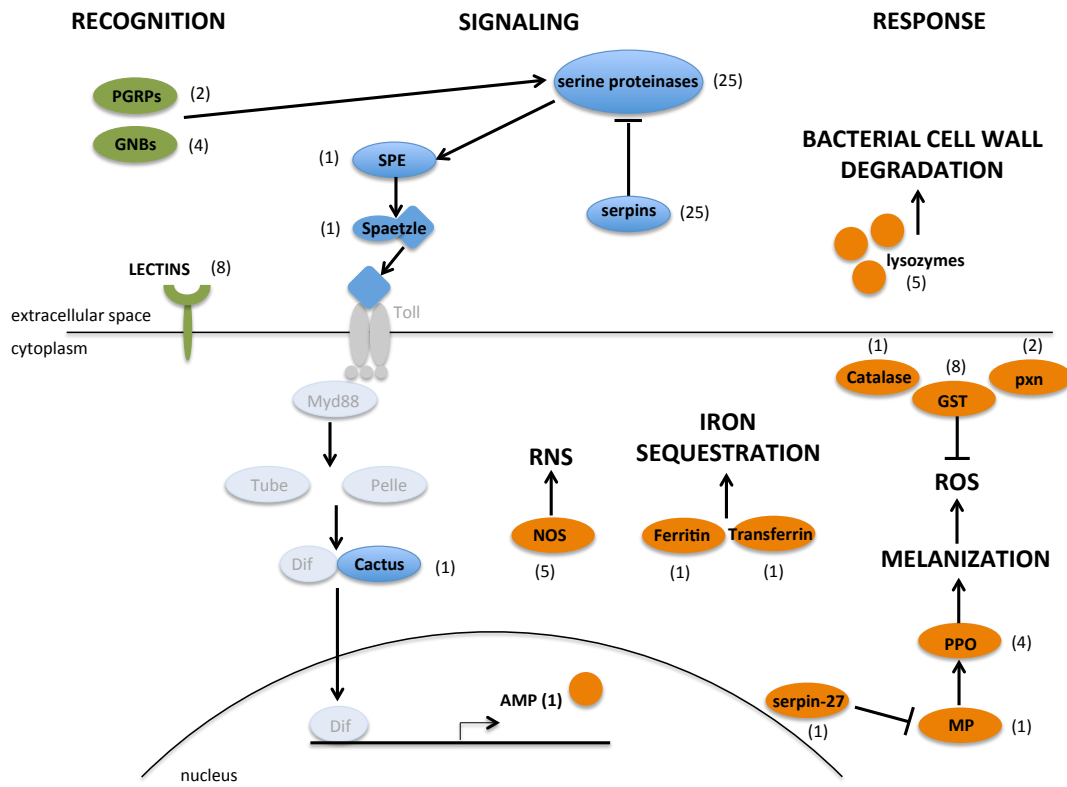 RECOGNITION
SIGNALING
RESPONSE
PGRPs
(2)
GNBs
(4)
serine proteinases
(25)
(1)
SPE
(1)
Spaetzle
serpins
(25)
BACTERIAL CELL WALL
DEGRADATION
lysozymes
(5)
LECTINS
(8)
Toll
extracellular space
cytoplasm
Myd88
Tube
Pelle
Dif
Cactus
(1)
RNS
NOS
(5)
IRON
SEQUESTRATION
Ferritin
Transferrin
(1)
(1)
(1)
(8)
(2)
Catalase
GST
pxn
ROS
MELANIZATION
PPO
(4)
serpin-27
(1)
MP
(1)
AMP (1)
Dif
nucleus